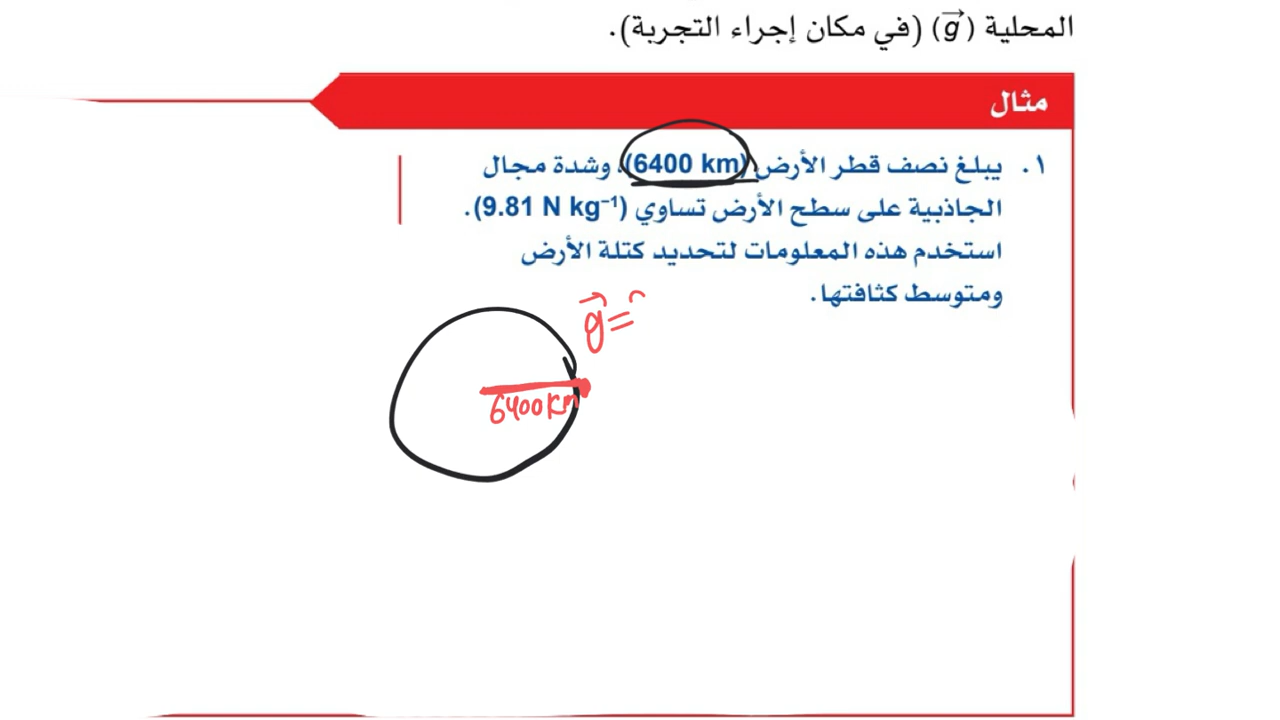 المحلية (g⃗) (في مكان إجراء التجربة).
مثال
١. يبلغ نصف قطر الأرض (6400 km)، وشدة مجال
الجاذبية على سطح الأرض تساوي (9.81 N kg⁻¹).
استخدم هذه المعلومات لتحديد كتلة الأرض
ومتوسط كثافتها.
g⃗ =
6400 Km